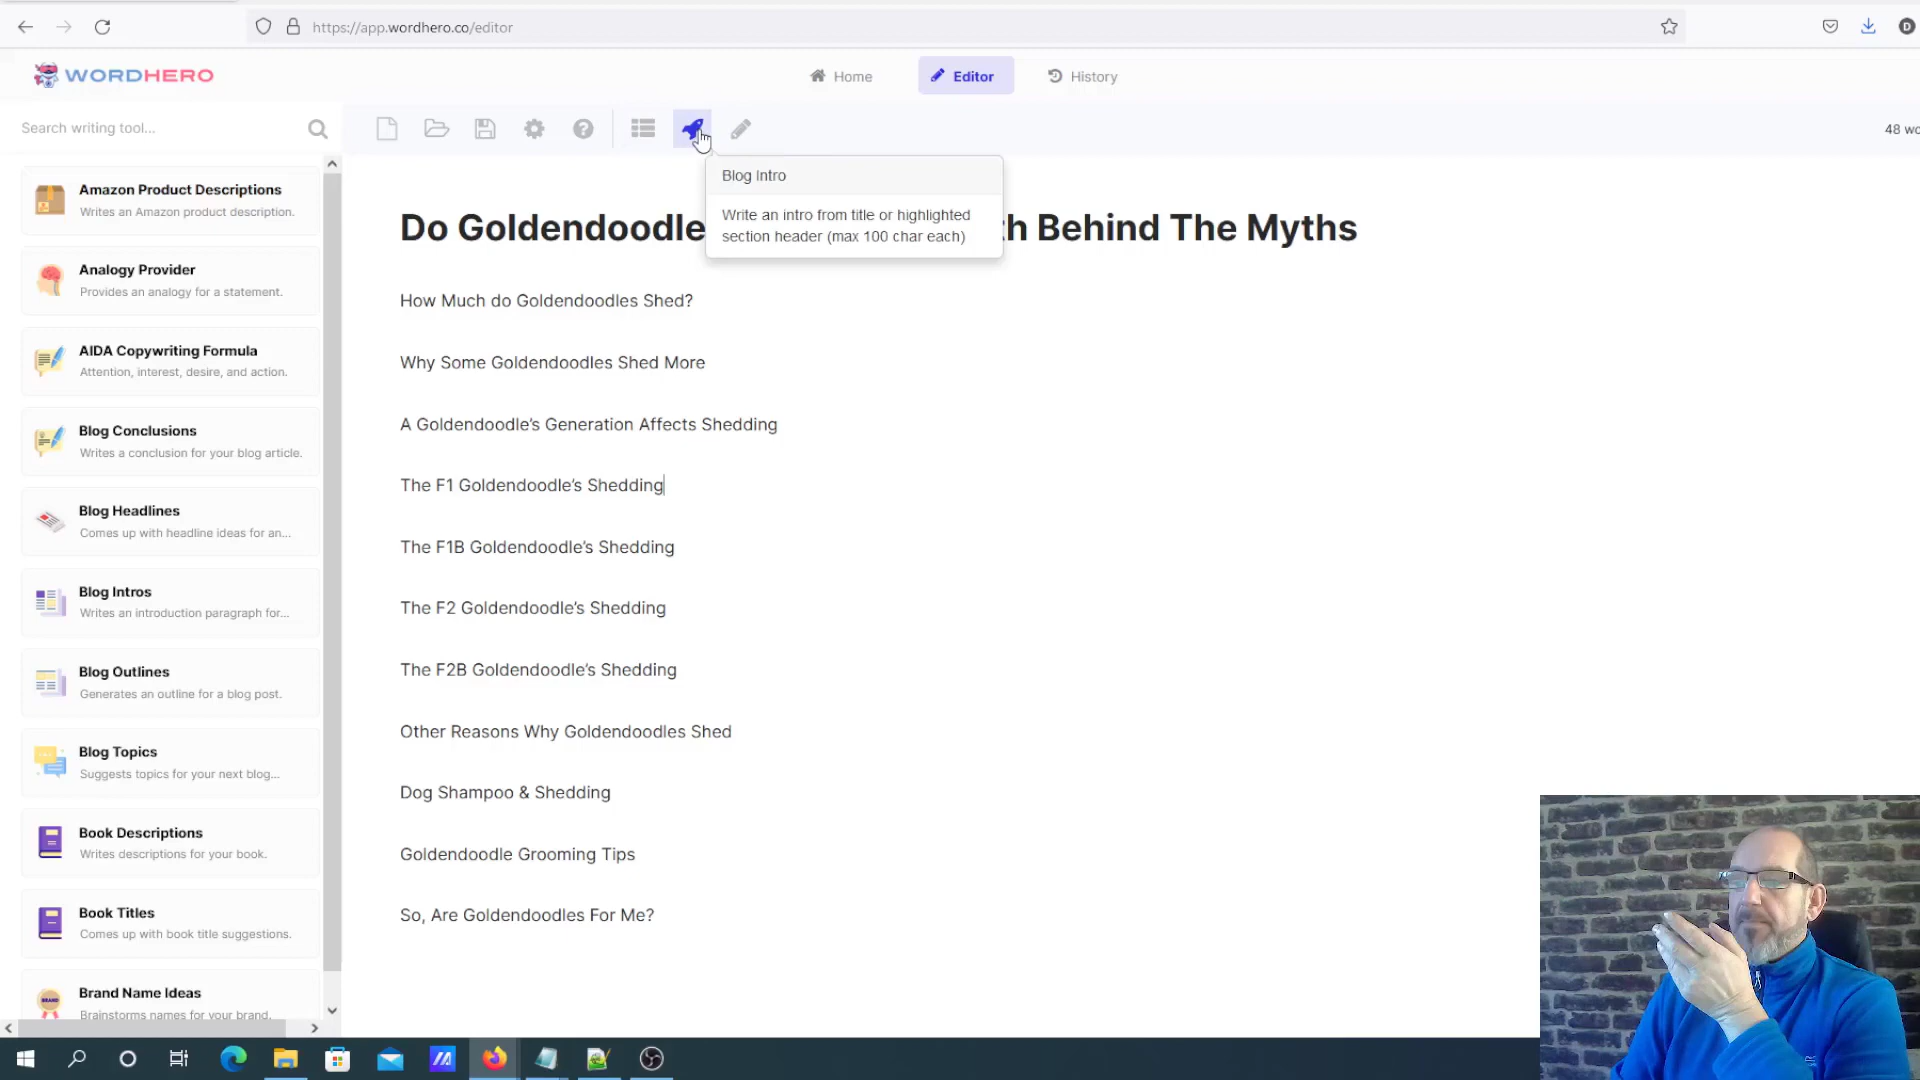 https://app.wordhero.co/editor
D
WORDHERO
Home
Editor
History
Search writing tool...
48 wo
Amazon Product Descriptions
Writes an Amazon product description.
Analogy Provider
Provides an analogy for a statement.
AIDA Copywriting Formula
Attention, interest, desire, and action.
Blog Conclusions
Writes a conclusion for your blog article.
Blog Headlines
Comes up with headline ideas for an...
Blog Intros
Writes an introduction paragraph for...
Blog Outlines
Generates an outline for a blog post.
Blog Topics
Suggests topics for your next blog...
Book Descriptions
Writes descriptions for your book.
Book Titles
Comes up with book title suggestions.
BRAND
Brand Name Ideas
Brainstorms names for your brand.
Blog Intro
Write an intro from title or highlighted
section header (max 100 char each)
Do Goldendoodle th Behind The Myths
How Much do Goldendoodles Shed?
Why Some Goldendoodles Shed More
A Goldendoodle’s Generation Affects Shedding
The F1 Goldendoodle’s Shedding
The F1B Goldendoodle’s Shedding
The F2 Goldendoodle’s Shedding
The F2B Goldendoodle’s Shedding
Other Reasons Why Goldendoodles Shed
Dog Shampoo & Shedding
Goldendoodle Grooming Tips
So, Are Goldendoodles For Me?